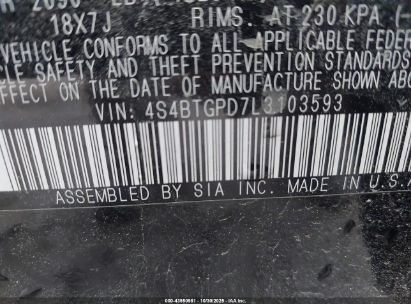 18X7J RIMS. AT 230 KPA (
VEHICLE CONFORMS TO ALL APPLICABLE FEDER
LE SAFETY AND THEFT PREVENTION STANDARDS
EFFECT ON THE DATE OF MANUFACTURE SHOWN AB
VIN: 4S4BTGPD7L3103593
ASSEMBLED BY SIA INC. MADE IN U.S.